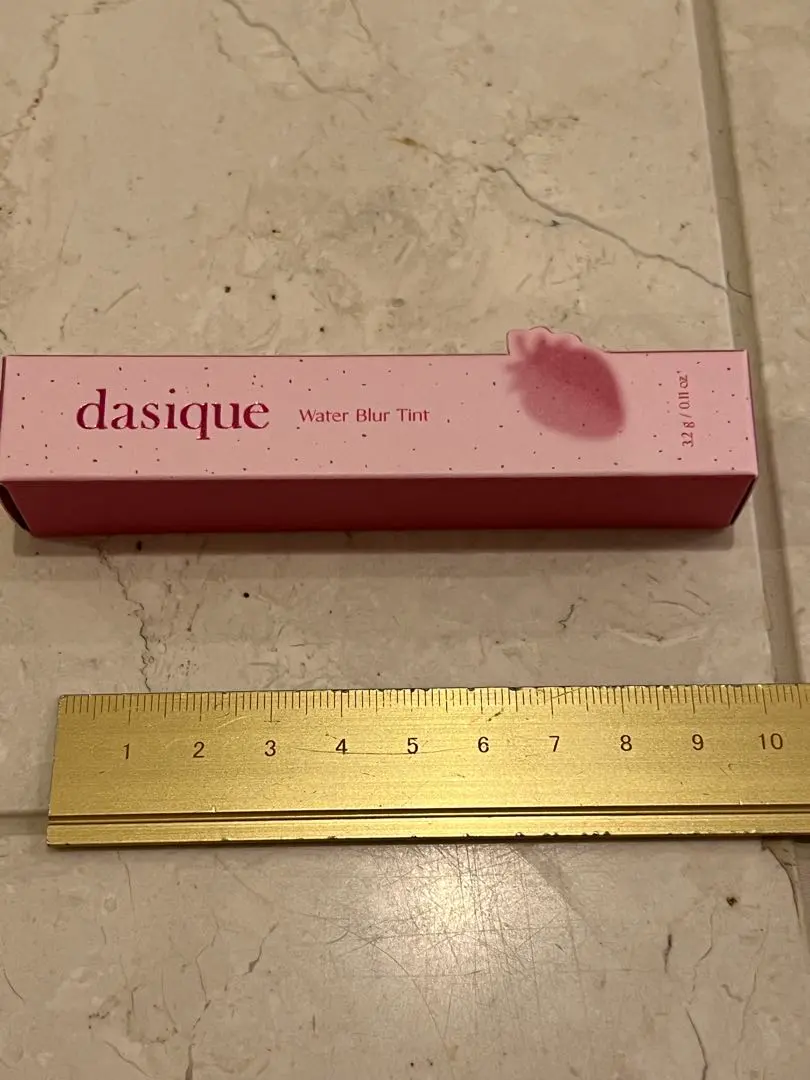 dasique
Water Blur Tint
3.2 g / 0.11 oz
1 2 3 4 5 6 7 8 9 10